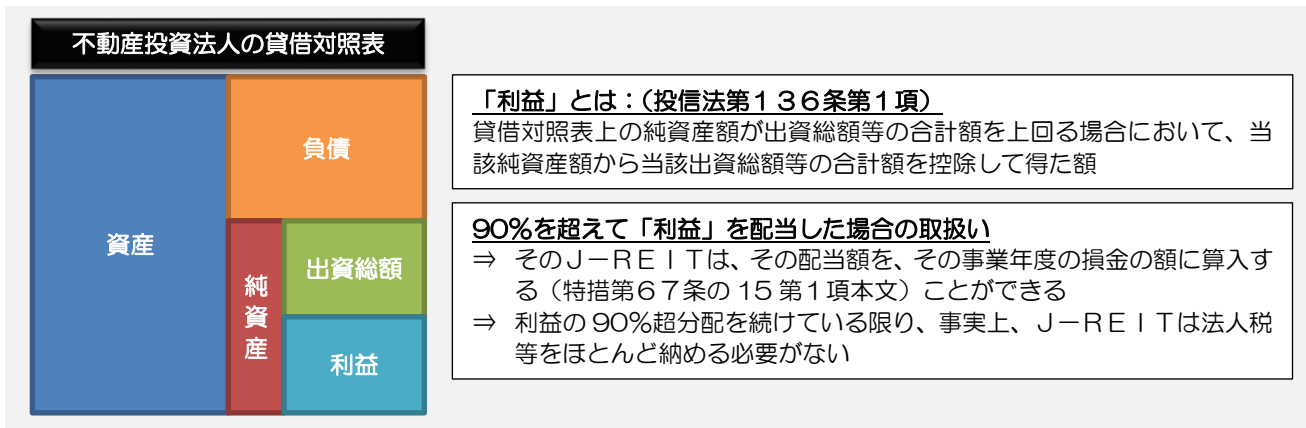 不動産投資法人の貸借対照表
資産
負債
純資産
出資総額
利益
「利益」とは：(投信法第１３６条第１項)
貸借対照表上の純資産額が出資総額等の合計額を上回る場合において、当
該純資産額から当該出資総額等の合計額を控除して得た額
90％を超えて「利益」を配当した場合の取扱い
⇒ そのＪ－ＲＥＩＴは、その配当額を、その事業年度の損金の額に算入す
る（特措第６７条の 15 第１項本文）ことができる
⇒ 利益の 90％超分配を続けている限り、事実上、Ｊ－ＲＥＩＴは法人税
等をほとんど納める必要がない